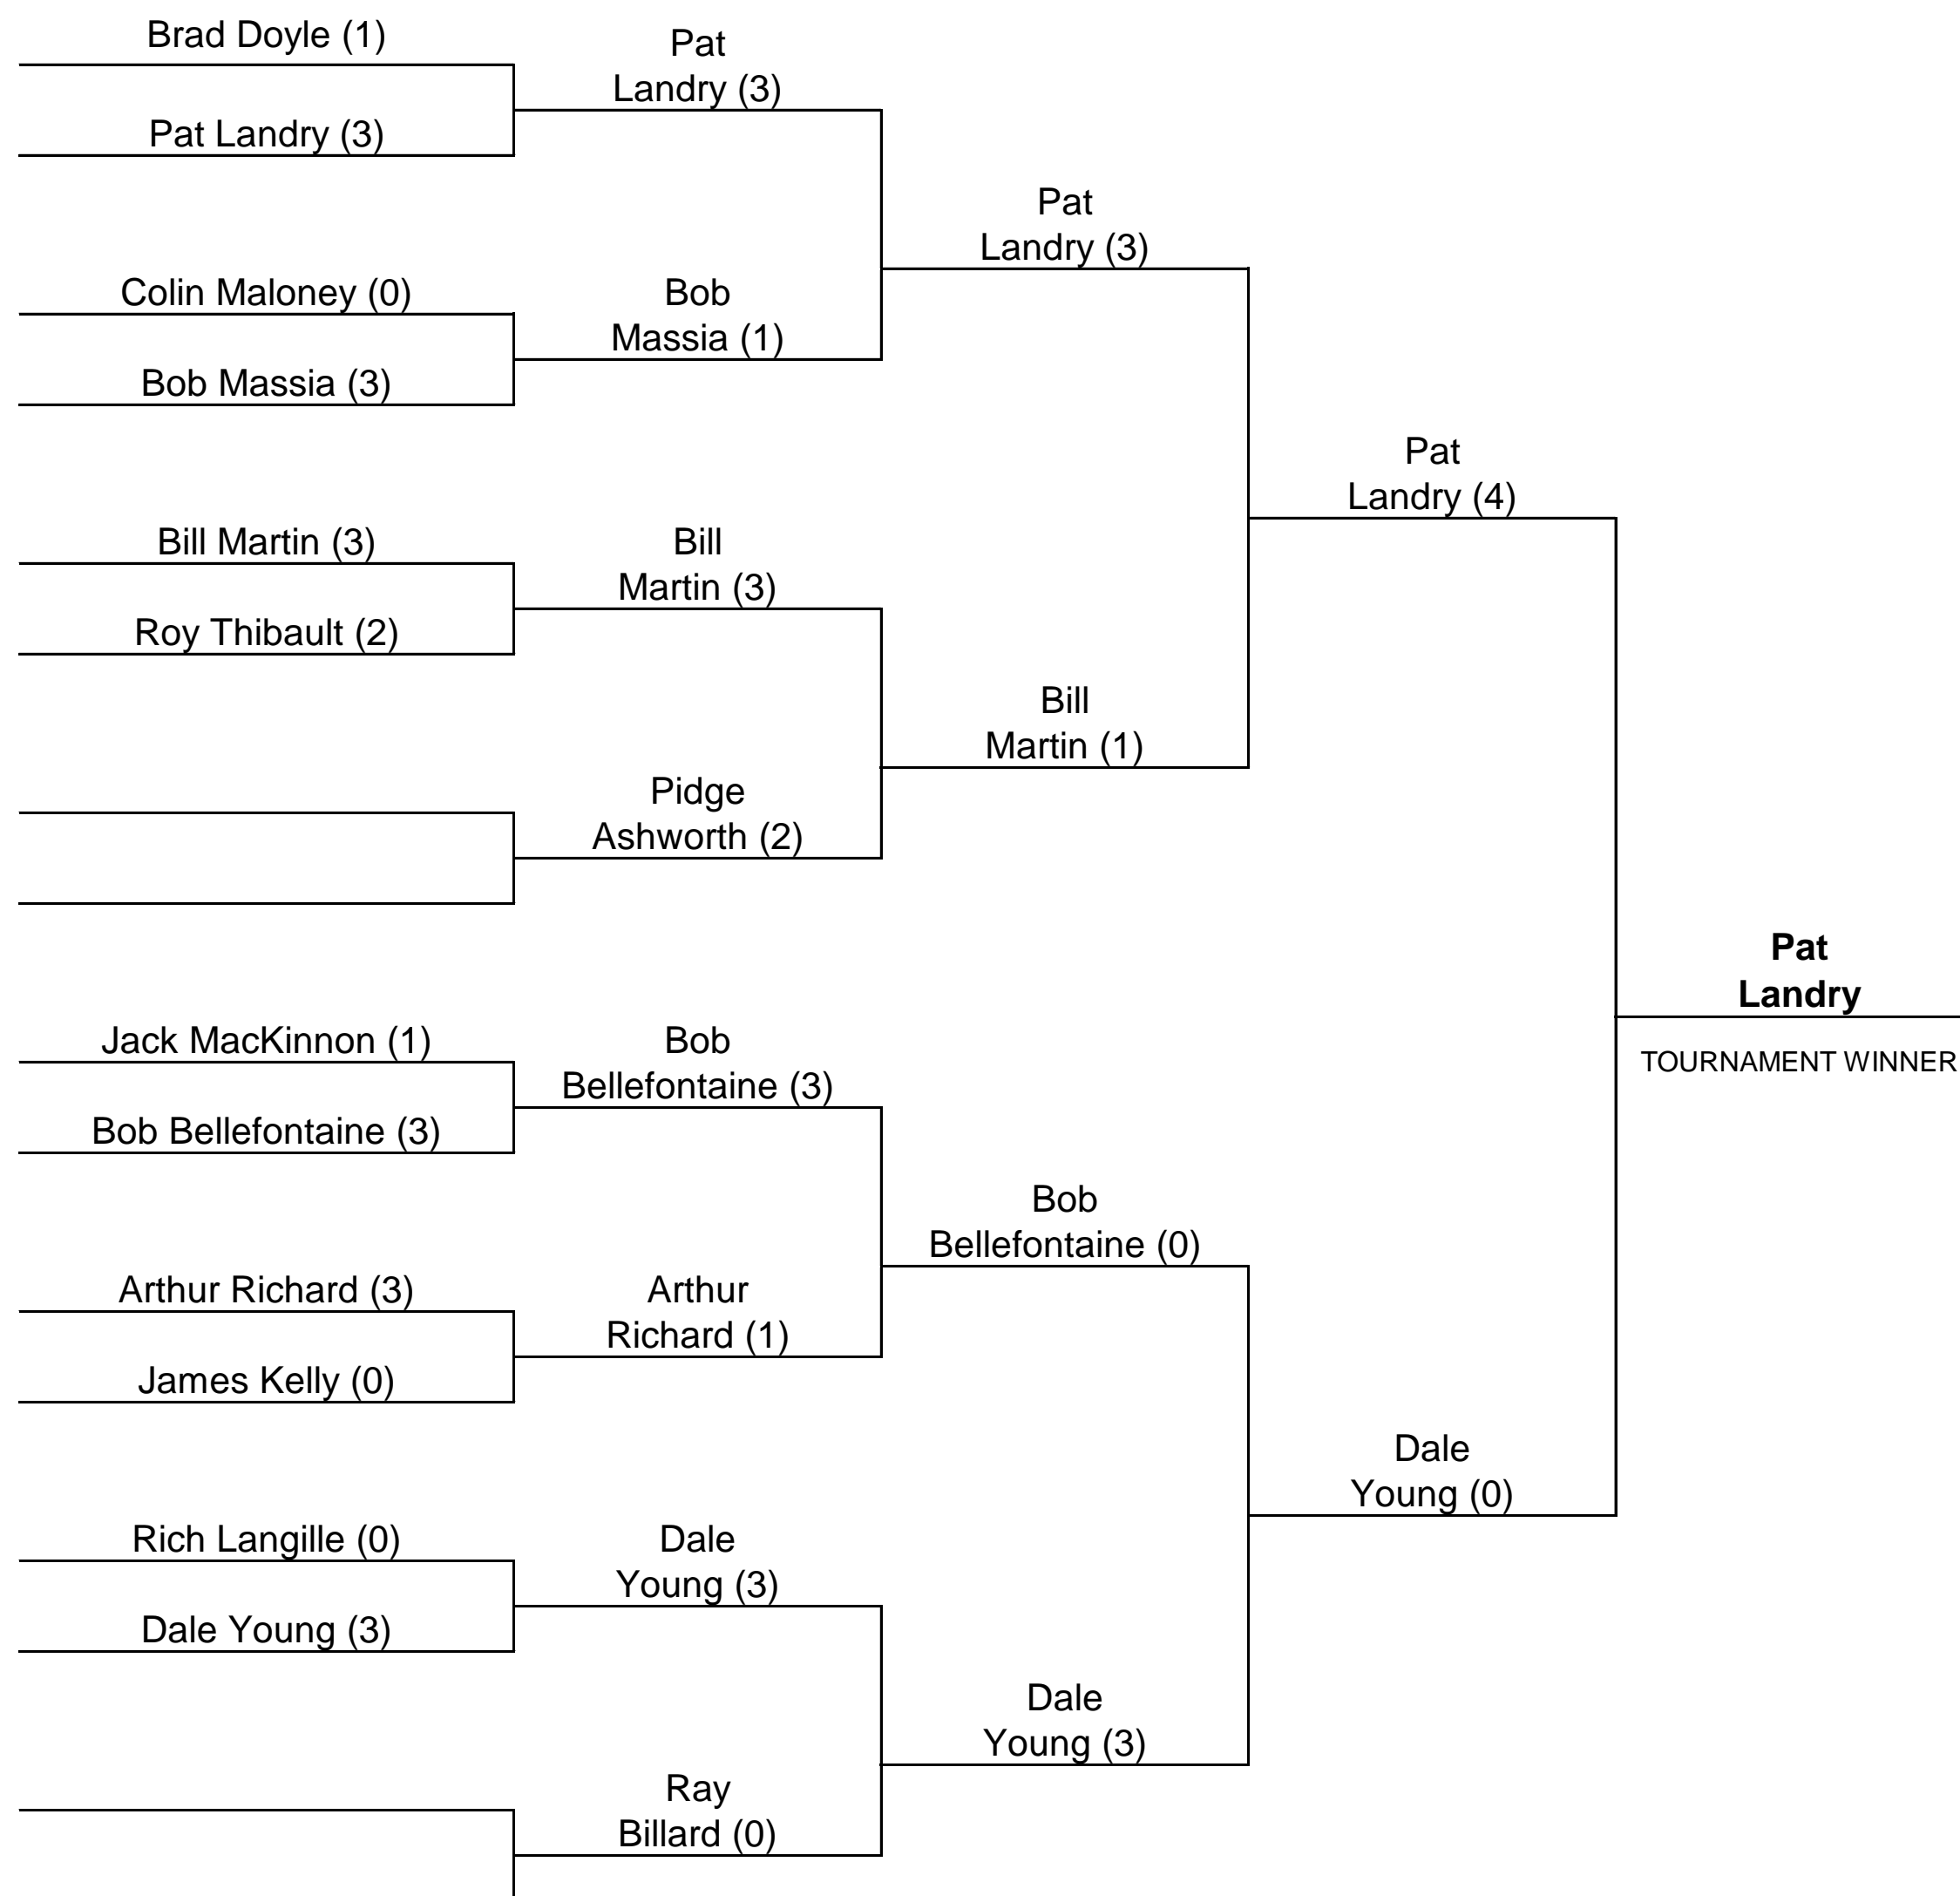 Brad Doyle (1)
Pat Landry (3)
Colin Maloney (0)
Bob Massia (3)
Bill Martin (3)
Roy Thibault (2)
Jack MacKinnon (1)
Bob Bellefontaine (3)
Arthur Richard (3)
James Kelly (0)
Rich Langille (0)
Dale Young (3)
Pat
Landry (3)
Bob
Massia (1)
Bill
Martin (3)
Pidge
Ashworth (2)
Bob
Bellefontaine (3)
Arthur
Richard (1)
Dale
Young (3)
Ray
Billard (0)
Pat
Landry (3)
Bill
Martin (1)
Bob
Bellefontaine (0)
Dale
Young (3)
Pat
Landry (4)
Dale
Young (0)
Pat
Landry
TOURNAMENT WINNER